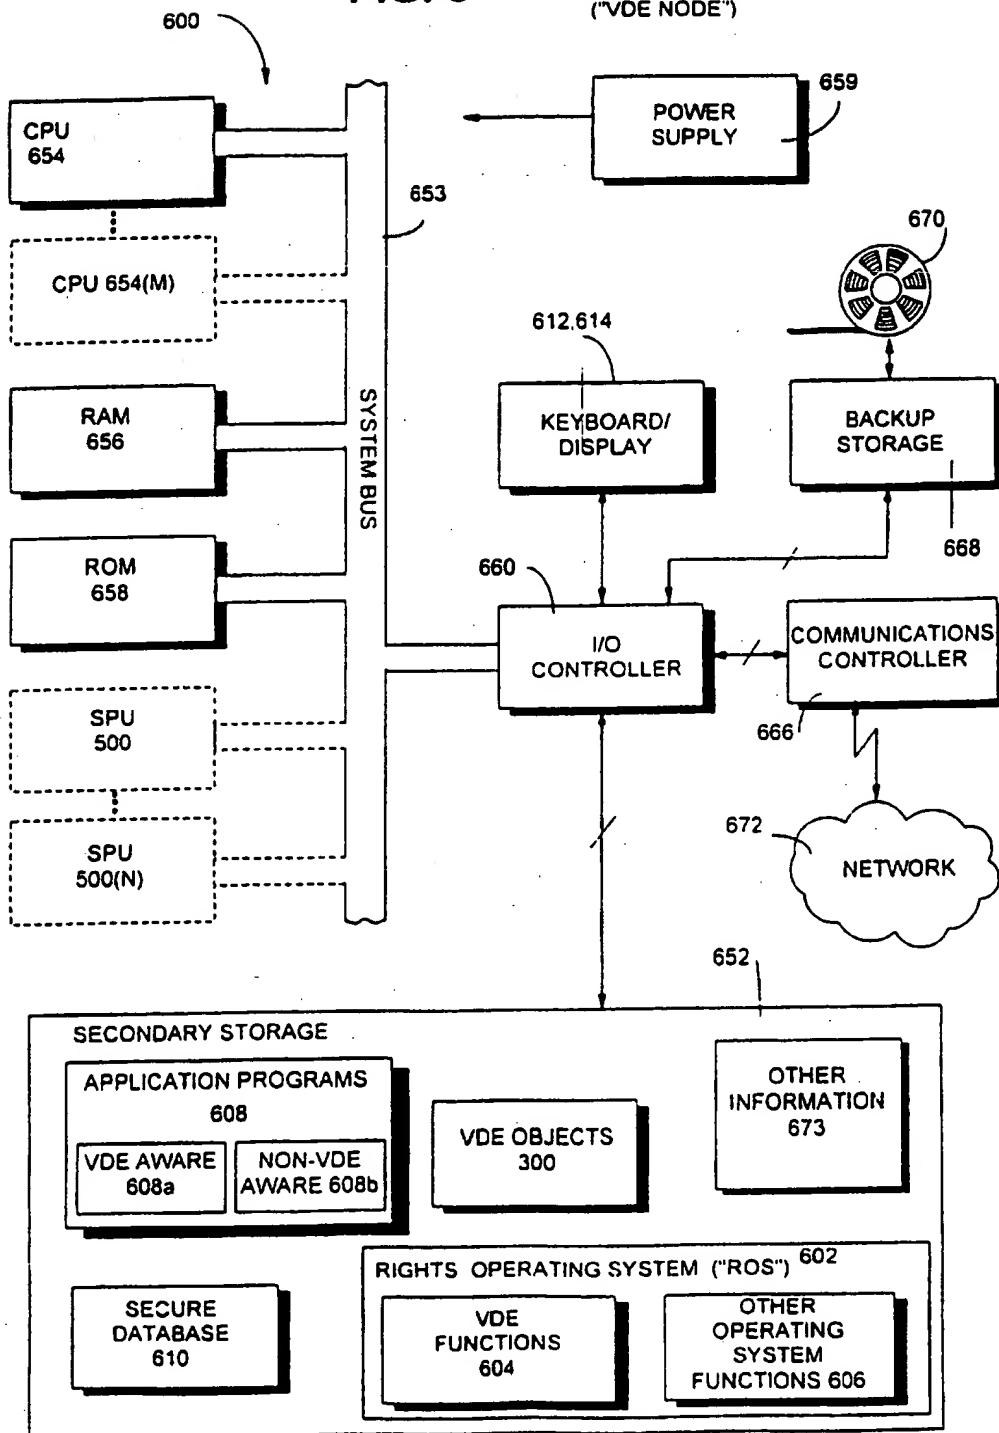 ("VDE NODE")
600
CPU
654
CPU 654(M)
RAM
656
ROM
658
SPU
500
SPU
500(N)
SYSTEM BUS
653
POWER
SUPPLY
659
670
612,614
KEYBOARD/
DISPLAY
BACKUP
STORAGE
668
660
I/O
CONTROLLER
COMMUNICATIONS
CONTROLLER
666
672
NETWORK
652
SECONDARY STORAGE
APPLICATION PROGRAMS
608
VDE AWARE
608a
NON-VDE
AWARE 608b
VDE OBJECTS
300
OTHER
INFORMATION
673
SECURE
DATABASE
610
RIGHTS OPERATING SYSTEM ("ROS") 602
VDE
FUNCTIONS
604
OTHER
OPERATING
SYSTEM
FUNCTIONS 606